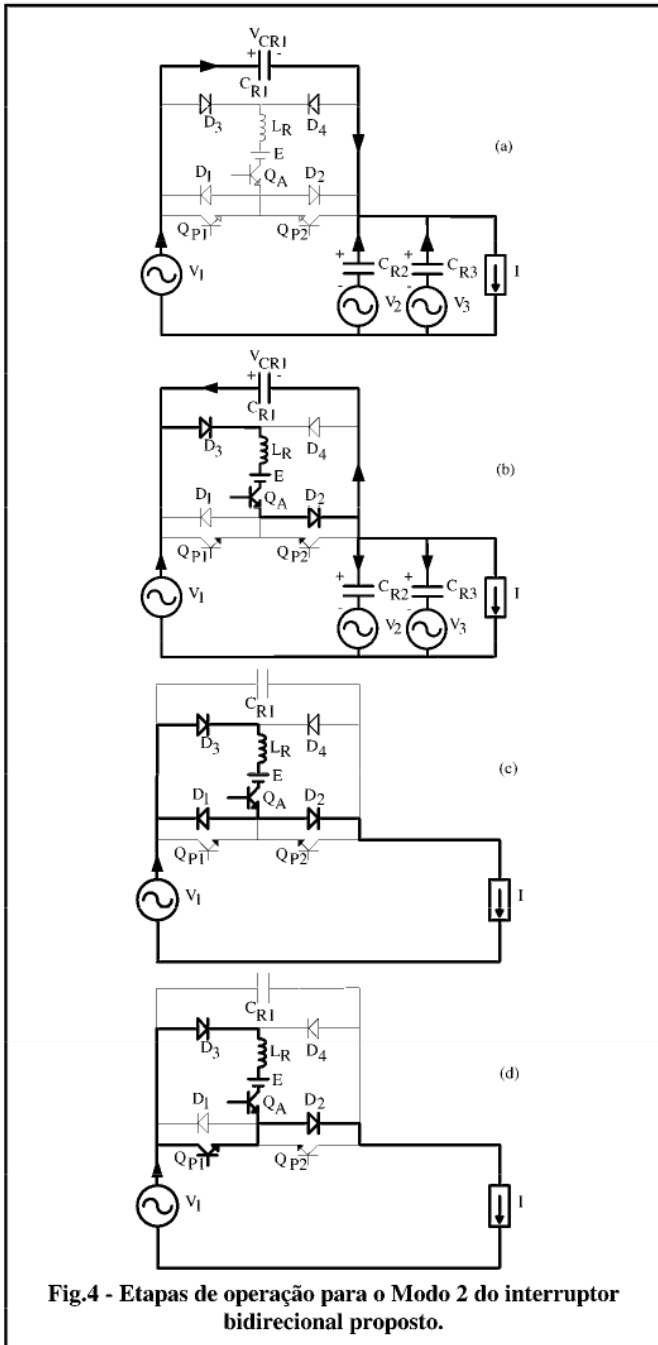 V_CR1
+ -
C_R1
D_3 D_4
L_R
E
D_1 Q_A D_2
(a)
Q_P1 Q_P2
+ C_R2 + C_R3
V_1 - V_2 - V_3 I
V_CR1
+ -
C_R1
D_3 D_4
L_R
E
D_1 Q_A D_2
(b)
Q_P1 Q_P2
+ C_R2 + C_R3
V_1 - V_2 - V_3 I
C_R1
D_3 D_4
L_R
E
D_1 Q_A D_2
(c)
Q_P1 Q_P2
V_1 I
C_R1
D_3 D_4
L_R
E
D_1 Q_A D_2
(d)
Q_P1 Q_P2
V_1 I
Fig.4 - Etapas de operação para o Modo 2 do interruptor
bidirecional proposto.